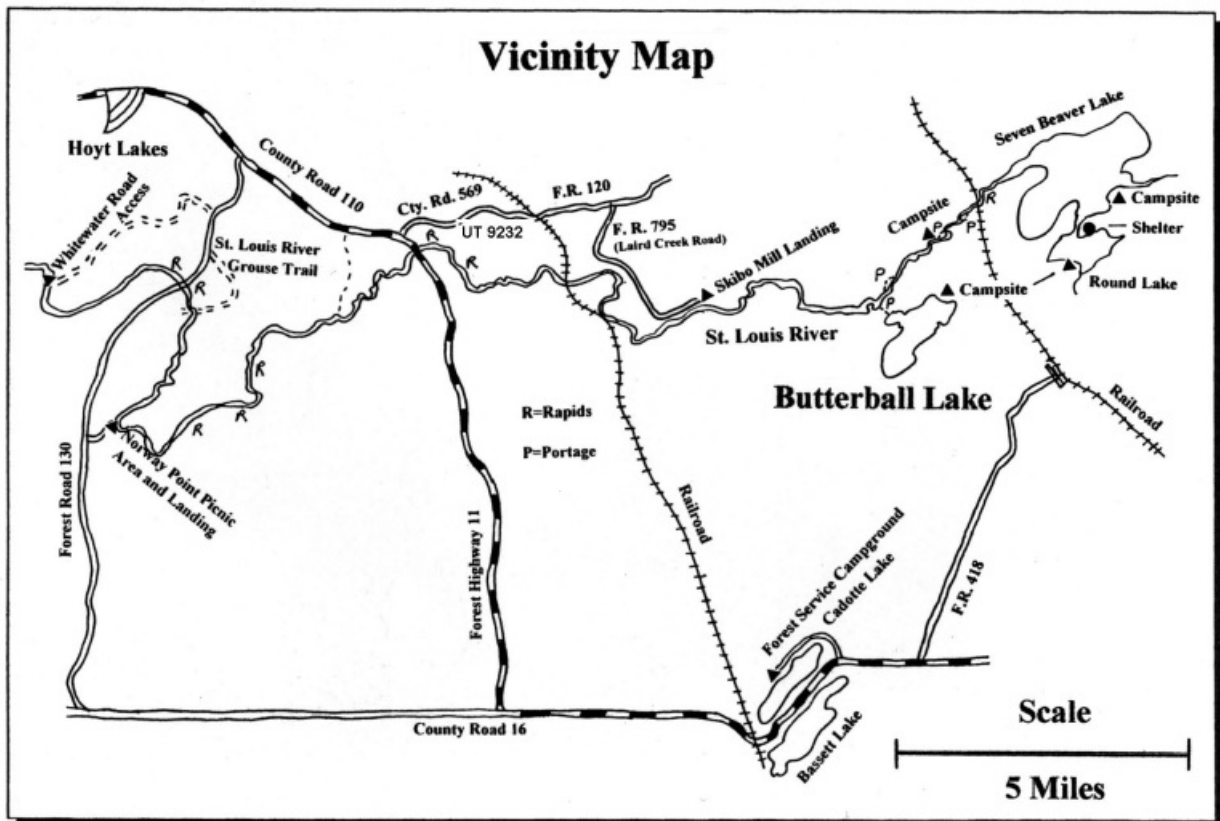 Vicinity Map
Hoyt Lakes
County Road 110
Seven Beaver Lake
Whitewater Road
Access
Cty. Rd. 569
F.R. 120
UT 9232
F. R. 795
(Laird Creek Road)
St. Louis River
Grouse Trail
Skibo Mill Landing
Campsite
Campsite
Shelter
Campsite
Round Lake
R
R
R
R
R
R
R
R
P
P
P
P
St. Louis River
Butterball Lake
Railroad
R=Rapids
P=Portage
Norway Point Picnic
Area and Landing
Forest Road 130
Forest Highway 11
Railroad
Forest Service Campground
Cadotte Lake
F.R. 418
County Road 16
Bassett Lake
Scale
5 Miles